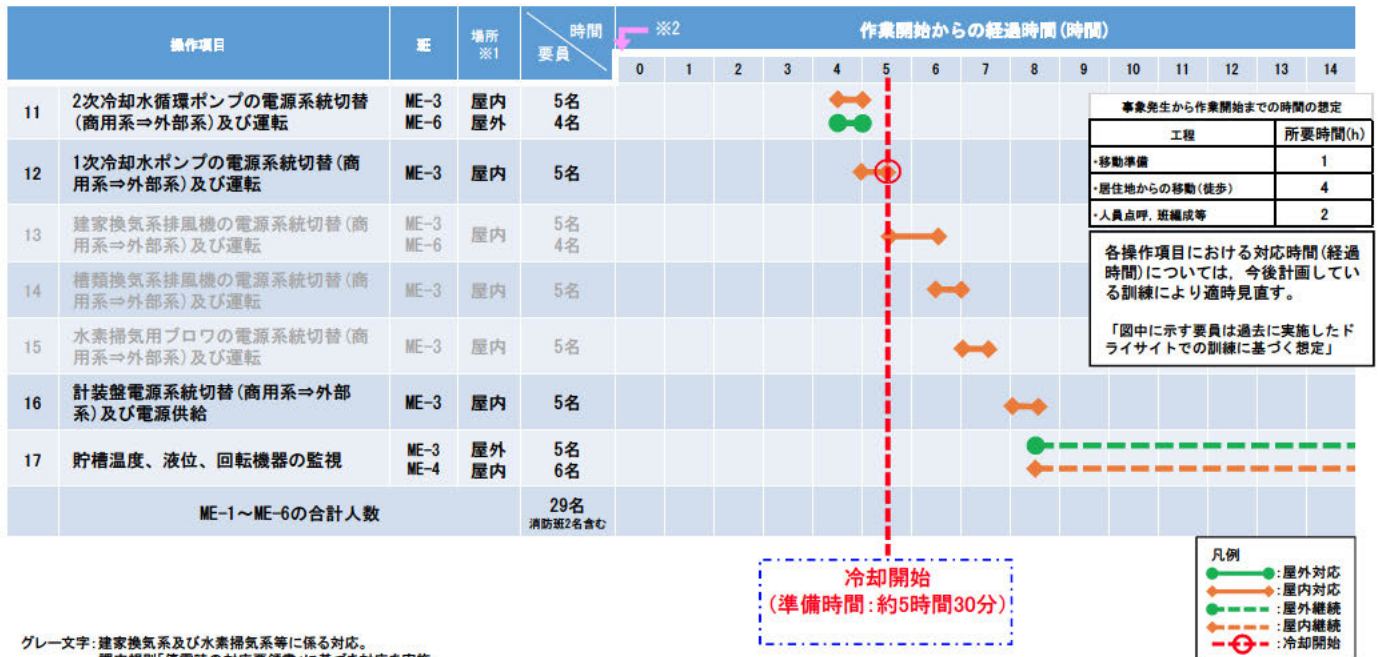 操作項目
班
場所
※1
時間
要員
※2
作業開始からの経過時間(時間)
0 1 2 3 4 5 6 7 8 9 10 11 12 13 14
11
2次冷却水循環ポンプの電源系統切替
(商用系⇒外部系)及び運転
ME-3
ME-6
屋内
屋外
5名
4名
12
1次冷却水ポンプの電源系統切替(商
用系⇒外部系)及び運転
ME-3
屋内
5名
13
建家換気系排風機の電源系統切替(商
用系⇒外部系)及び運転
ME-3
ME-6
屋内
5名
4名
14
槽類換気系排風機の電源系統切替(商
用系⇒外部系)及び運転
ME-3
屋内
5名
15
水素掃気用ブロワの電源系統切替(商
用系⇒外部系)及び運転
ME-3
屋内
5名
16
計装盤電源系統切替(商用系⇒外部
系)及び電源供給
ME-3
屋内
5名
17
貯槽温度、液位、回転機器の監視
ME-3
ME-4
屋外
屋内
5名
6名
ME-1～ME-6の合計人数
29名
消防班2名含む
事象発生から作業開始までの時間の想定
工程 所要時間(h)
・移動準備 1
・居住地からの移動(徒歩) 4
・人員点呼, 班編成等 2
各操作項目における対応時間(経過
時間)については, 今後計画してい
る訓練により適時見直す。
「図中に示す要員は過去に実施したド
ライサイトでの訓練に基づく想定」
冷却開始
(準備時間:約5時間30分)
凡例
:屋外対応
:屋内対応
:屋外継続
:屋内継続
:冷却開始
グレー文字:建家換気系及び水素掃気系等に係る対応。